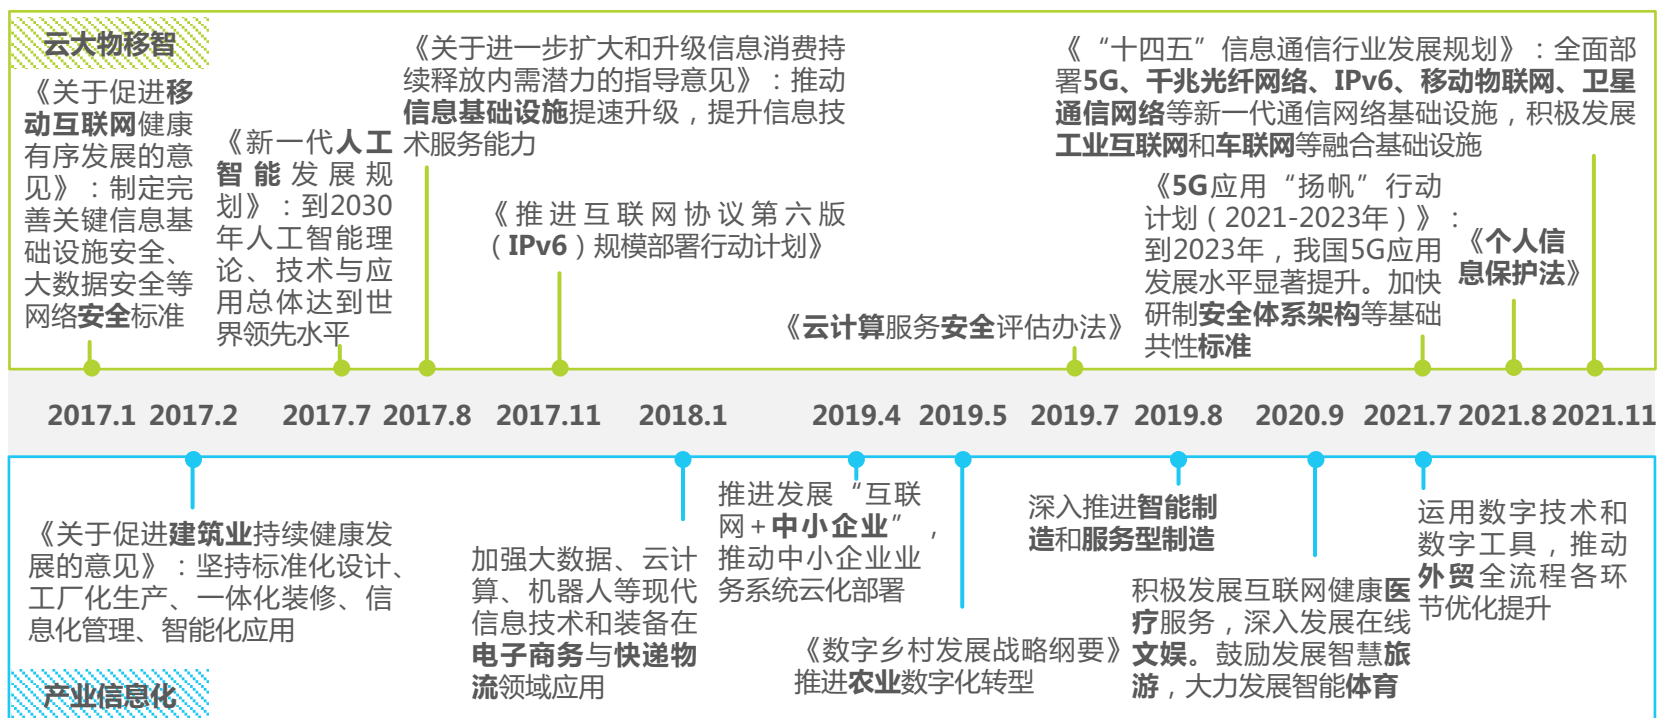 云大物移智
《关于促进移
动互联网健康
有序发展的意
见》：制定完
善关键信息基
础设施安全、
大数据安全等
网络安全标准
《新一代人工
智能发展规
划》：到2030
年人工智能理
论、技术与应
用总体达到世
界领先水平
《关于进一步扩大和升级信息消费持
续释放内需潜力的指导意见》：推动
信息基础设施提速升级，提升信息技
术服务能力
《推进互联网协议第六版
（IPv6）规模部署行动计划》
《云计算服务安全评估办法》
《“十四五”信息通信行业发展规划》：全面部
署5G、千兆光纤网络、IPv6、移动物联网、卫星
通信网络等新一代通信网络基础设施，积极发展
工业互联网和车联网等融合基础设施
《5G应用“扬帆”行动
计划（2021-2023年）》：
到2023年，我国5G应用
发展水平显著提升。加快
研制安全体系架构等基础
共性标准
《个人信
息保护法》
2017.1 2017.2 2017.7 2017.8 2017.11 2018.1 2019.4 2019.5 2019.7 2019.8 2020.9 2021.7 2021.8 2021.11
《关于促进建筑业持续健康发
展的意见》：坚持标准化设计、
工厂化生产、一体化装修、信
息化管理、智能化应用
加强大数据、云计
算、机器人等现代
信息技术和装备在
电子商务与快递物
流领域应用
推进发展“互联
网+中小企业”，
推动中小企业业
务系统云化部署
《数字乡村发展战略纲要》
推进农业数字化转型
深入推进智能制
造和服务型制造
积极发展互联网健康医
疗服务，深入发展在线
文娱。鼓励发展智慧旅
游，大力发展智能体育
运用数字技术和
数字工具，推动
外贸全流程各环
节优化提升
产业信息化